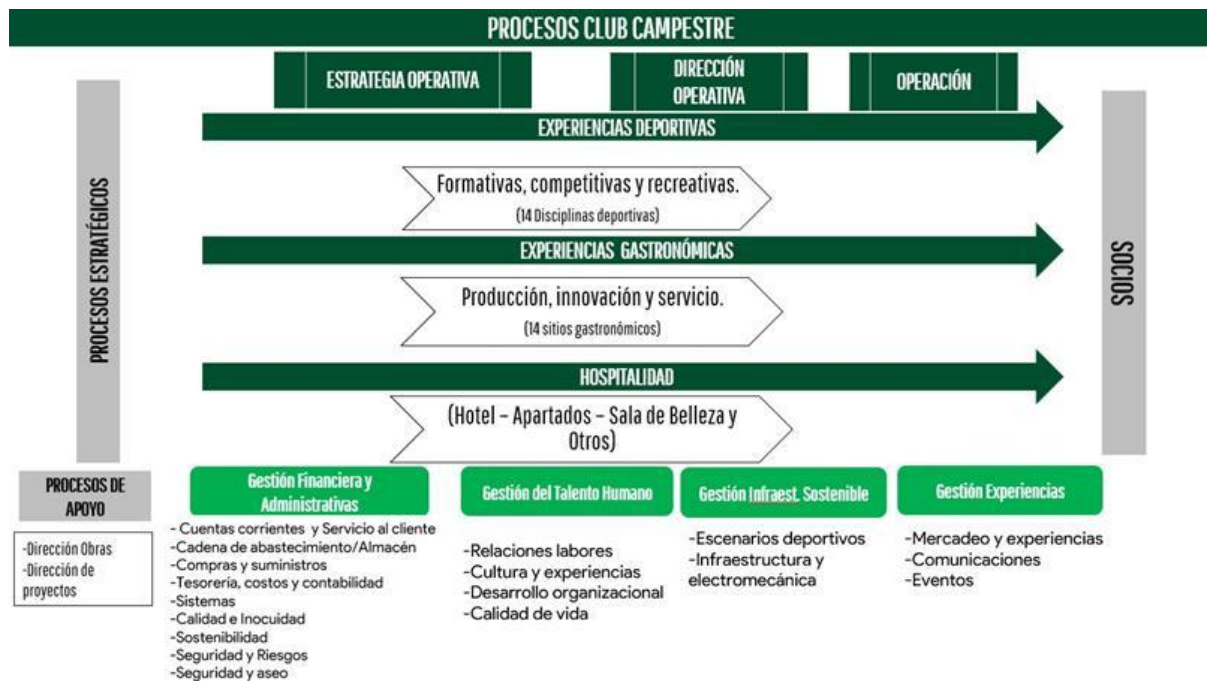 PROCESOS CLUB CAMPESTRE
ESTRATEGIA OPERATIVA
DIRECCIÓN
OPERATIVA
OPERACIÓN
PROCESOS ESTRATÉGICOS
EXPERIENCIAS DEPORTIVAS
Formativas, competitivas y recreativas.
(14 Disciplinas deportivas)
EXPERIENCIAS GASTRONÓMICAS
Producción, innovación y servicio.
(14 sitios gastronómicos)
HOSPITALIDAD
(Hotel – Apartados – Sala de Belleza y
Otros)
SOCIOS
PROCESOS DE
APOYO
-Dirección Obras
-Dirección de
proyectos
Gestión Financiera y
Administrativas
- Cuentas corrientes y Servicio al cliente
-Cadena de abastecimiento/Almacén
-Compras y suministros
-Tesorería, costos y contabilidad
-Sistemas
-Calidad e Inocuidad
-Sostenibilidad
-Seguridad y Riesgos
-Seguridad y aseo
Gestión del Talento Humano
-Relaciones labores
-Cultura y experiencias
-Desarrollo organizacional
-Calidad de vida
Gestión Infraest. Sostenible
-Escenarios deportivos
-Infraestructura y
electromecánica
Gestión Experiencias
-Mercadeo y experiencias
-Comunicaciones
-Eventos